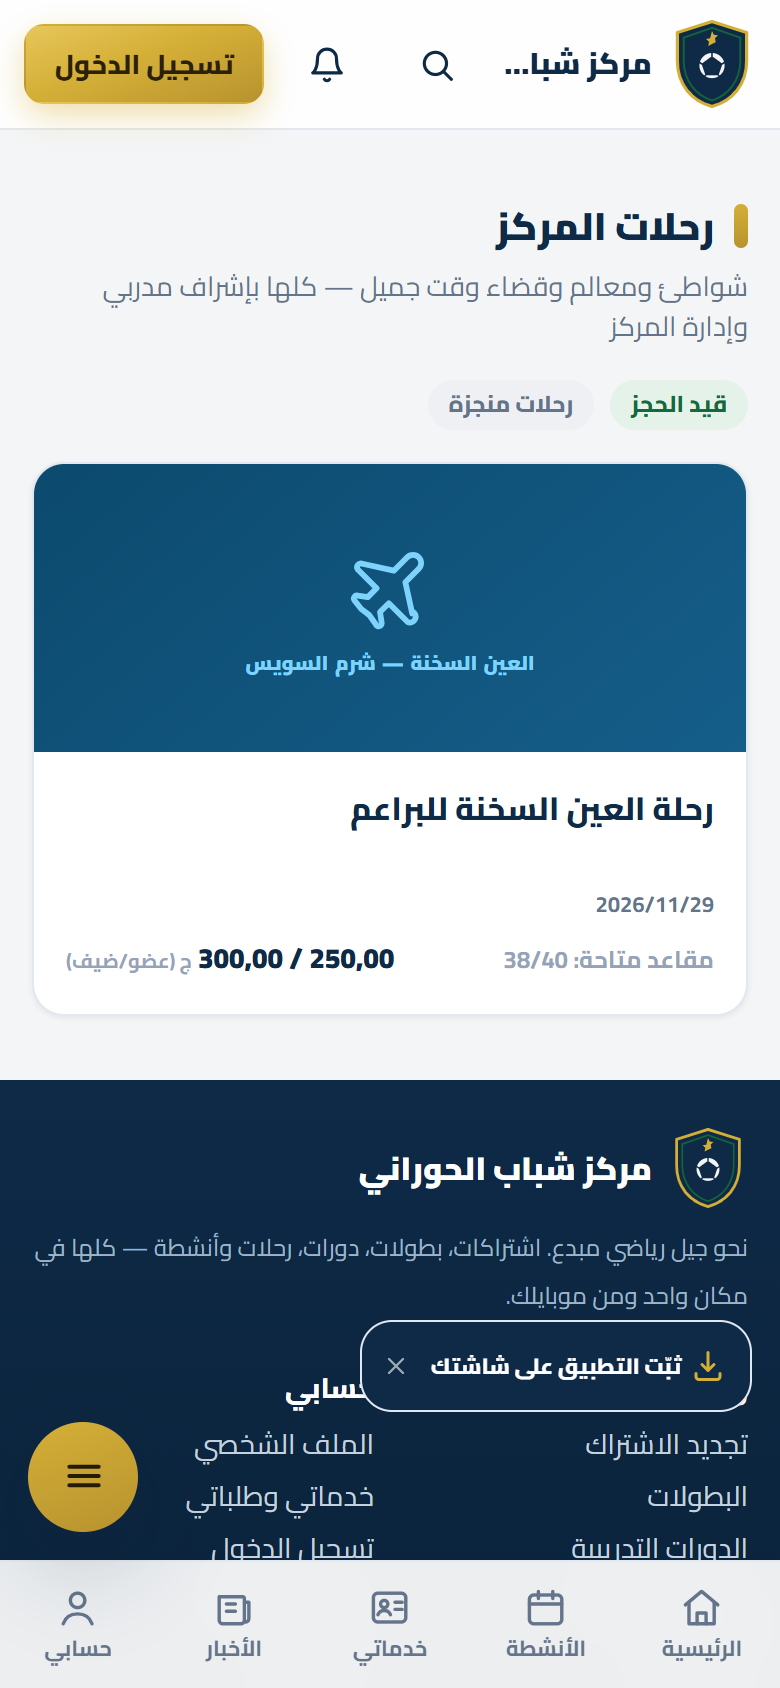 مركز شبا...
تسجيل الدخول
رحلات المركز
شواطئ ومعالم وقضاء وقت جميل — كلها بإشراف مدربي
وإدارة المركز
قيد الحجز
رحلات منجزة
العين السخنة — شرم السويس
رحلة العين السخنة للبراعم
2026/11/29
مقاعد متاحة: 38/40
250,00 / 300,00 ج (عضو/ضيف)
مركز شباب الحوراني
نحو جيل رياضي مبدع. اشتراكات، بطولات، دورات، رحلات وأنشطة — كلها في
مكان واحد ومن موبايلك.
ثبّت التطبيق على شاشتك
حسابي
تجديد الاشتراك
الملف الشخصي
البطولات
خدماتي وطلباتي
الدورات التدريبية
تسجيل الدخول
الرئيسية
الأنشطة
خدماتي
الأخبار
حسابي